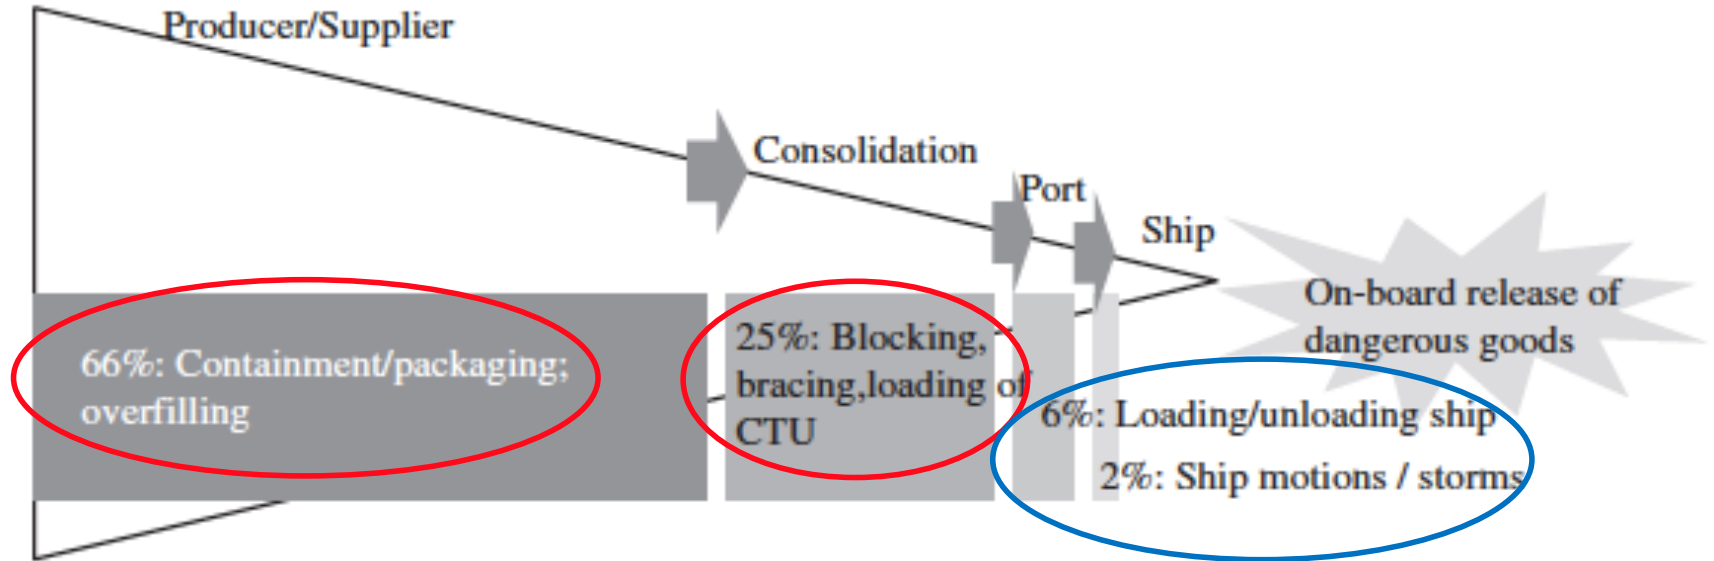 Producer/Supplier
Consolidation
Port
Ship
On-board release of
dangerous goods
66%: Containment/packaging;
overfilling
25%: Blocking,
bracing,loading of
CTU
6%: Loading/unloading ship
2%: Ship motions / storms